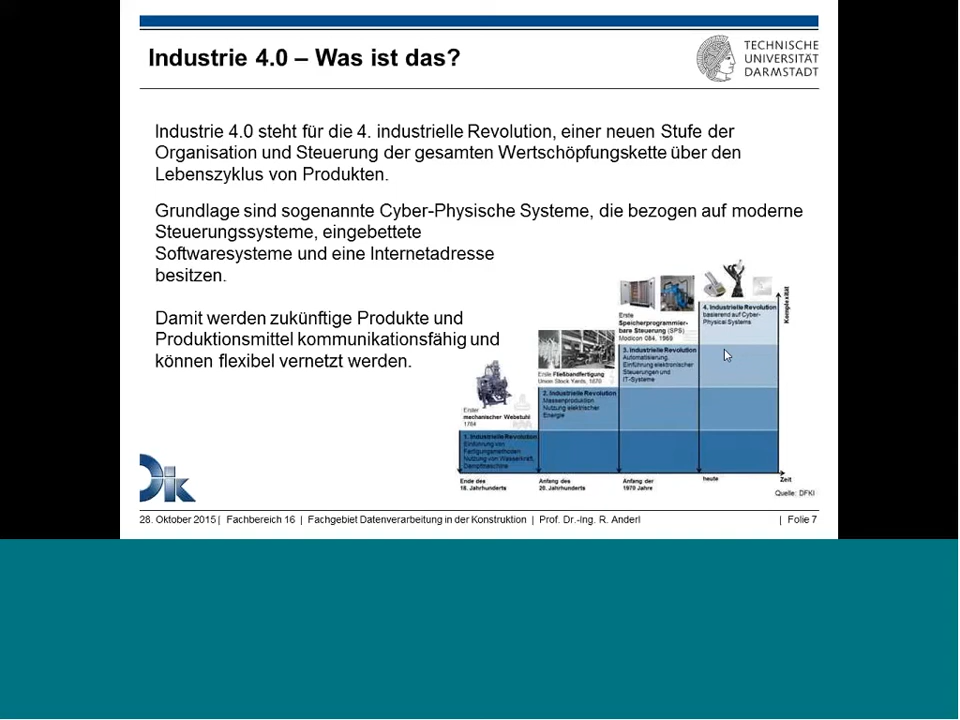 Industrie 4.0 – Was ist das?
TECHNISCHE
UNIVERSITÄT
DARMSTADT
Industrie 4.0 steht für die 4. industrielle Revolution, einer neuen Stufe der
Organisation und Steuerung der gesamten Wertschöpfungskette über den
Lebenszyklus von Produkten.
Grundlage sind sogenannte Cyber-Physische Systeme, die bezogen auf moderne
Steuerungssysteme, eingebettete
Softwaresysteme und eine Internetadresse
besitzen.
Damit werden zukünftige Produkte und
Produktionsmittel kommunikationsfähig und
können flexibel vernetzt werden.
Erster
mechanischer Webstuhl
1784
1. Industrielle Revolution
Einführung von
Fertigungsmethoden
Nutzung von Wasserkraft,
Dampfmaschine
Ende des
18. Jahrhunderts
Erste Fließbandfertigung
Union Stock Yards, 1870
2. Industrielle Revolution
Massenproduktion
Nutzung elektrischer
Energie
Anfang des
20. Jahrhunderts
Erste
Speicherprogrammier-
bare Steuerung (SPS)
Modicon 084, 1969
3. Industrielle Revolution
Automatisierung,
Einführung elektronischer
Steuerungen und
IT-Systeme
Anfang der
1970 Jahre
4. Industrielle Revolution
basierend auf Cyber-
Physical Systems
heute
Komplexität
Zeit
Quelle: DFKI
Dik
28. Oktober 2015 | Fachbereich 16 | Fachgebiet Datenverarbeitung in der Konstruktion | Prof. Dr.-Ing. R. Anderl | Folie 7